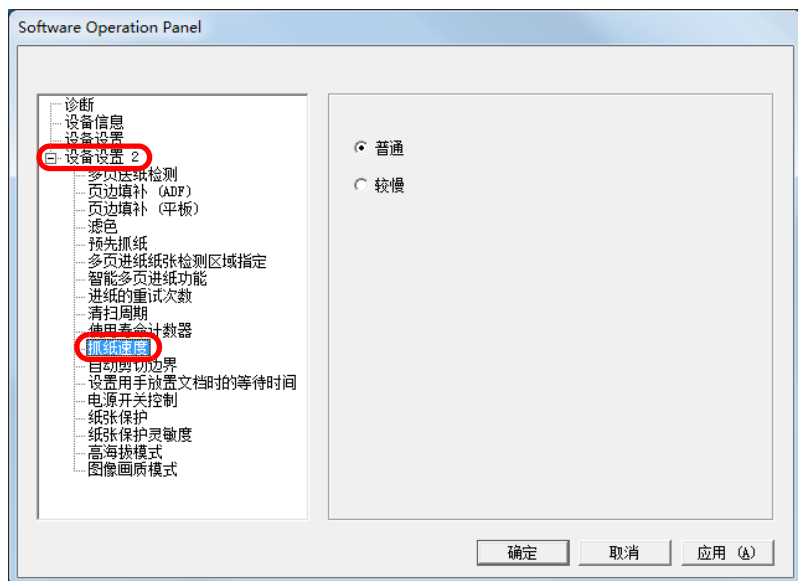 Software Operation Panel
诊断
设备信息
设备设置
设备设置 2
多页送纸检测
页边填补 (ADF)
页边填补 (平板)
滤色
预先抓纸
多页进纸纸张检测区域指定
智能多页进纸功能
进纸的重试次数
清扫周期
使用寿命计数器
抓纸速度
自动剪切边界
设置用手放置文档时的等待时间
电源开关控制
纸张保护
纸张保护灵敏度
高海拔模式
图像画质模式
普通
较慢
确定
取消
应用 (A)